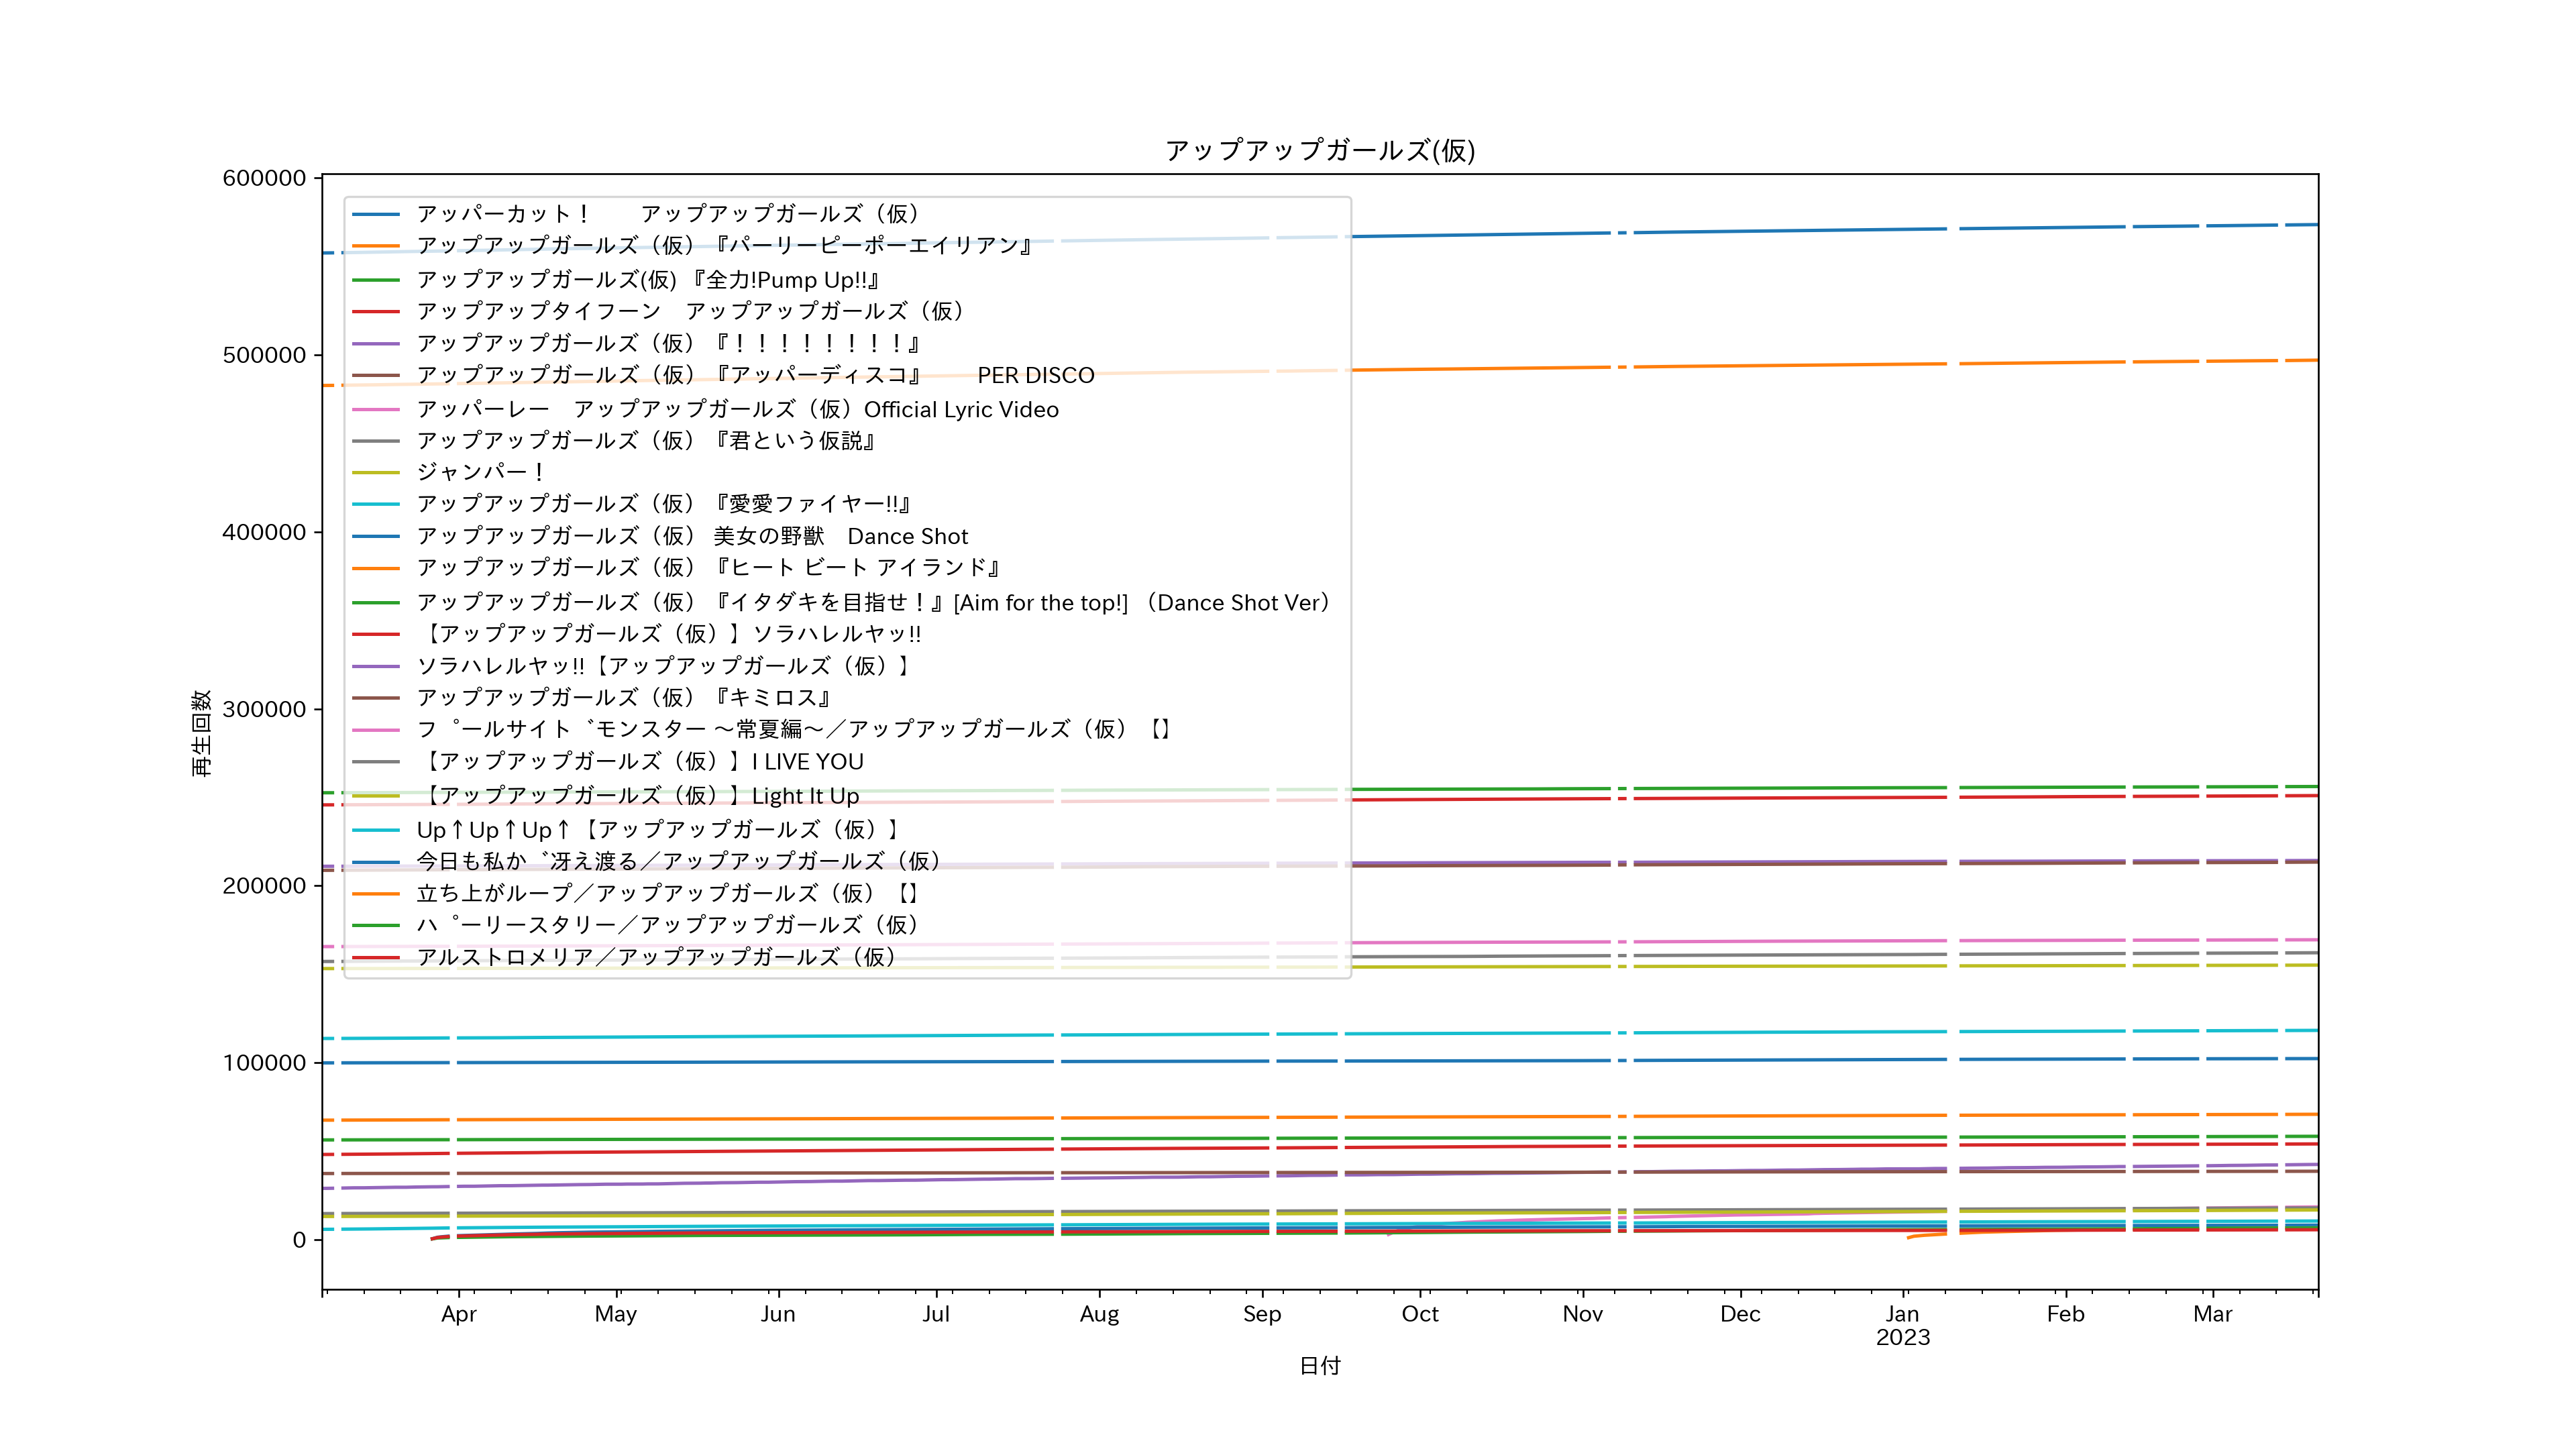 アップアップガールズ(仮)
600000
500000
400000
300000
200000
100000
0
再生回数
アッパーカット！　　アップアップガールズ（仮）
アップアップガールズ（仮）『パーリーピーポーエイリアン』
アップアップガールズ(仮) 『全力!Pump Up!!』
アップアップタイフーン　アップアップガールズ（仮）
アップアップガールズ（仮）『！！！！！！！！』
アップアップガールズ（仮）『アッパーディスコ』　　PER DISCO
アッパーレー　アップアップガールズ（仮）Official Lyric Video
アップアップガールズ（仮）『君という仮説』
ジャンパー！
アップアップガールズ（仮）『愛愛ファイヤー!!』
アップアップガールズ（仮） 美女の野獣　Dance Shot
アップアップガールズ（仮）『ヒート ビート アイランド』
アップアップガールズ（仮）『イタダキを目指せ！』[Aim for the top!] （Dance Shot Ver）
【アップアップガールズ（仮）】ソラハレルヤッ!!
ソラハレルヤッ!!【アップアップガールズ（仮）】
アップアップガールズ（仮）『キミロス』
フ゜ールサイト゛モンスター 〜常夏編〜／アップアップガールズ（仮）【】
【アップアップガールズ（仮）】I LIVE YOU
【アップアップガールズ（仮）】Light It Up
Up↑Up↑Up↑【アップアップガールズ（仮）】
今日も私か゛冴え渡る／アップアップガールズ（仮）
立ち上がループ／アップアップガールズ（仮）【】
ハ゜ーリースタリー／アップアップガールズ（仮）
アルストロメリア／アップアップガールズ（仮）
Apr May Jun Jul Aug Sep Oct Nov Dec Jan Feb Mar
2023
日付